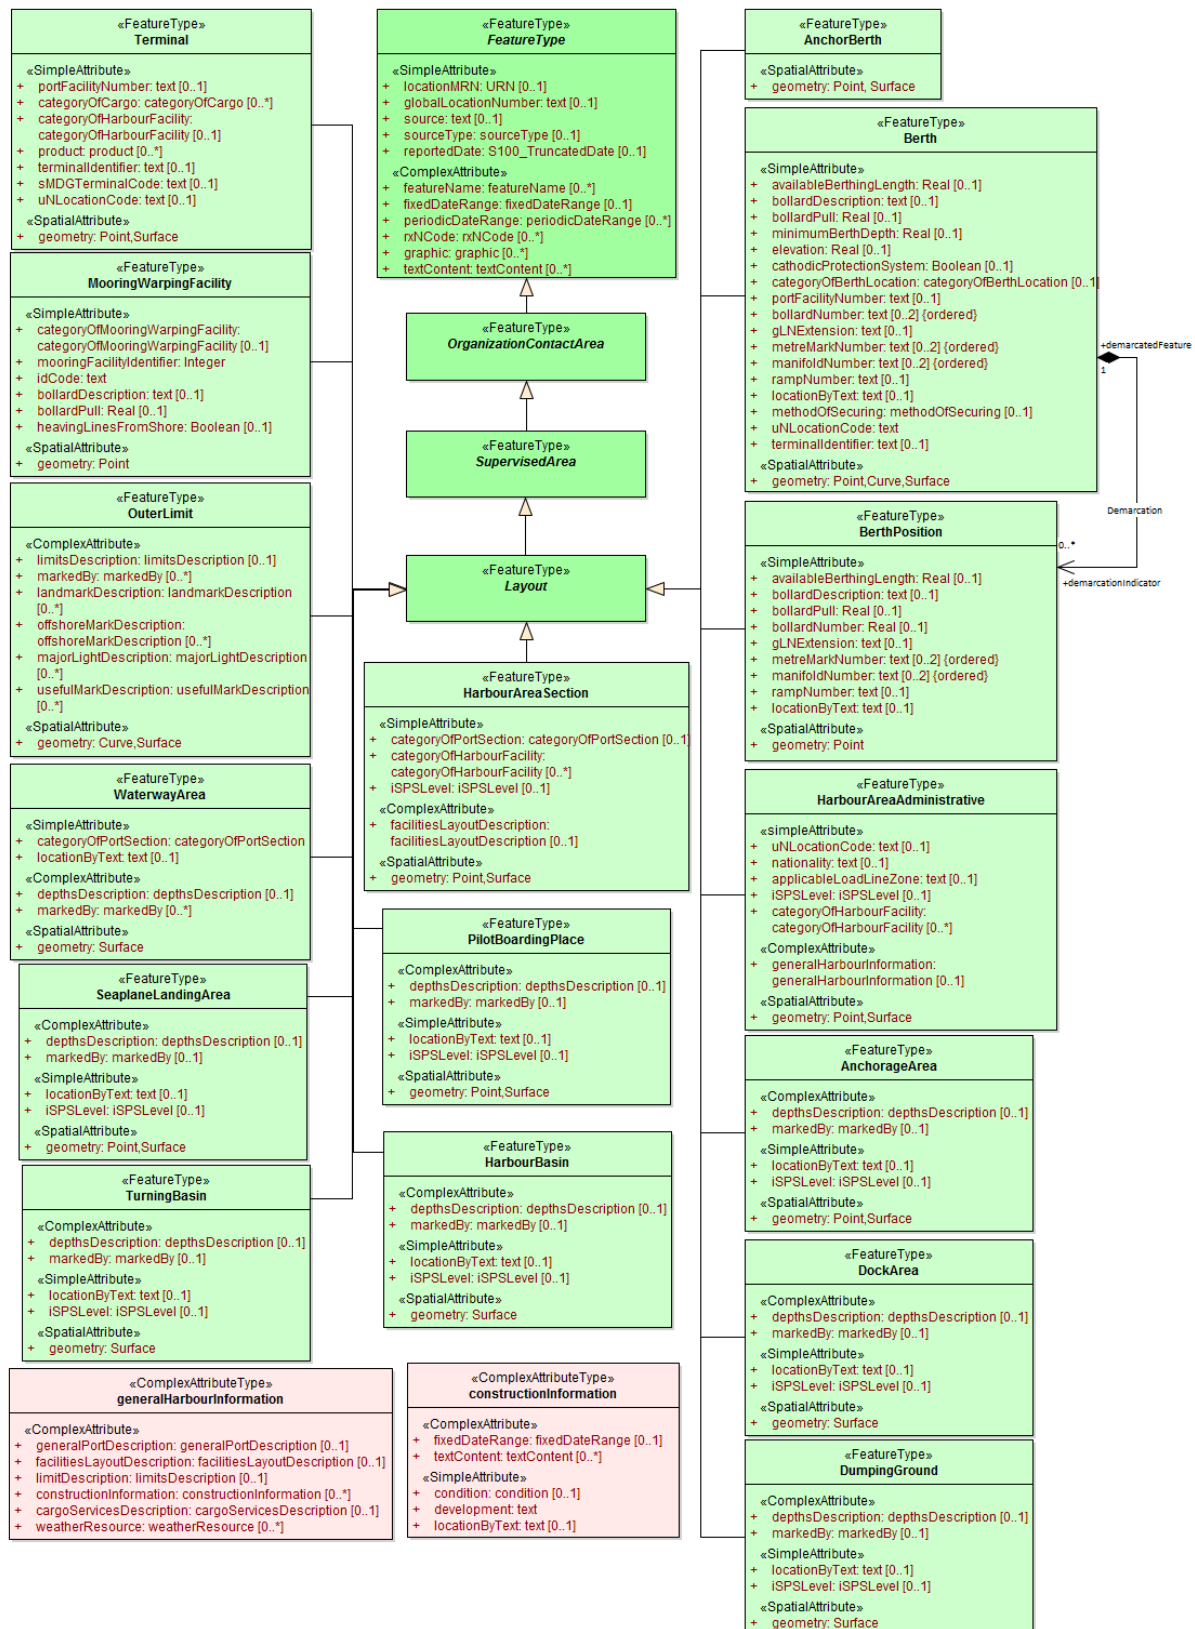 «FeatureType»
Terminal
«SimpleAttribute»
+ portFacilityNumber: text [0..1]
+ categoryOfCargo: categoryOfCargo [0..*]
+ categoryOfHarbourFacility:
categoryOfHarbourFacility [0..1]
+ product: product [0..*]
+ terminalIdentifier: text [0..1]
+ sMDGTerminalCode: text [0..1]
+ uNLocationCode: text [0..1]
«SpatialAttribute»
+ geometry: Point,Surface
«FeatureType»
MooringWarpingFacility
«SimpleAttribute»
+ categoryOfMooringWarpingFacility:
categoryOfMooringWarpingFacility [0..1]
+ mooringFacilityIdentifier: Integer
+ idCode: text
+ bollardDescription: text [0..1]
+ bollardPull: Real [0..1]
+ heavingLinesFromShore: Boolean [0..1]
«SpatialAttribute»
+ geometry: Point
«FeatureType»
OuterLimit
«ComplexAttribute»
+ limitsDescription: limitsDescription [0..1]
+ markedBy: markedBy [0..*]
+ landmarkDescription: landmarkDescription
[0..*]
+ offshoreMarkDescription:
offshoreMarkDescription [0..*]
+ majorLightDescription: majorLightDescription
[0..*]
+ usefulMarkDescription: usefulMarkDescription
[0..*]
«SpatialAttribute»
+ geometry: Curve,Surface
«FeatureType»
WaterwayArea
«SimpleAttribute»
+ categoryOfPortSection: categoryOfPortSection
+ locationByText: text [0..1]
«ComplexAttribute»
+ depthsDescription: depthsDescription [0..1]
+ markedBy: markedBy [0..*]
«SpatialAttribute»
+ geometry: Surface
«FeatureType»
SeaplaneLandingArea
«ComplexAttribute»
+ depthsDescription: depthsDescription [0..1]
+ markedBy: markedBy [0..1]
«SimpleAttribute»
+ locationByText: text [0..1]
+ iSPSLevel: iSPSLevel [0..1]
«SpatialAttribute»
+ geometry: Point,Surface
«FeatureType»
TurningBasin
«ComplexAttribute»
+ depthsDescription: depthsDescription [0..1]
+ markedBy: markedBy [0..1]
«SimpleAttribute»
+ locationByText: text [0..1]
+ iSPSLevel: iSPSLevel [0..1]
«SpatialAttribute»
+ geometry: Surface
«ComplexAttributeType»
generalHarbourInformation
«ComplexAttribute»
+ generalPortDescription: generalPortDescription [0..1]
+ facilitiesLayoutDescription: facilitiesLayoutDescription [0..1]
+ limitDescription: limitsDescription [0..1]
+ constructionInformation: constructionInformation [0..*]
+ cargoServicesDescription: cargoServicesDescription [0..1]
+ weatherResource: weatherResource [0..*]
«FeatureType»
FeatureType
«SimpleAttribute»
+ locationMRN: URN [0..1]
+ globalLocationNumber: text [0..1]
+ source: text [0..1]
+ sourceType: sourceType [0..1]
+ reportedDate: S100_TruncatedDate [0..1]
«ComplexAttribute»
+ featureName: featureName [0..*]
+ fixedDateRange: fixedDateRange [0..1]
+ periodicDateRange: periodicDateRange [0..*]
+ rxNCode: rxNCode [0..*]
+ graphic: graphic [0..*]
+ textContent: textContent [0..*]
«FeatureType»
OrganizationContactArea
«FeatureType»
SupervisedArea
«FeatureType»
Layout
«FeatureType»
HarbourAreaSection
«SimpleAttribute»
+ categoryOfPortSection: categoryOfPortSection [0..1]
+ categoryOfHarbourFacility:
categoryOfHarbourFacility [0..*]
+ iSPSLevel: iSPSLevel [0..1]
«ComplexAttribute»
+ facilitiesLayoutDescription:
facilitiesLayoutDescription [0..1]
«SpatialAttribute»
+ geometry: Point,Surface
«FeatureType»
PilotBoardingPlace
«ComplexAttribute»
+ depthsDescription: depthsDescription [0..1]
+ markedBy: markedBy [0..1]
«SimpleAttribute»
+ locationByText: text [0..1]
+ iSPSLevel: iSPSLevel [0..1]
«SpatialAttribute»
+ geometry: Point,Surface
«FeatureType»
HarbourBasin
«ComplexAttribute»
+ depthsDescription: depthsDescription [0..1]
+ markedBy: markedBy [0..1]
«SimpleAttribute»
+ locationByText: text [0..1]
+ iSPSLevel: iSPSLevel [0..1]
«SpatialAttribute»
+ geometry: Surface
«ComplexAttributeType»
constructionInformation
«ComplexAttribute»
+ fixedDateRange: fixedDateRange [0..1]
+ textContent: textContent [0..*]
«SimpleAttribute»
+ condition: condition [0..1]
+ development: text
+ locationByText: text [0..1]
«FeatureType»
AnchorBerth
«SpatialAttribute»
+ geometry: Point, Surface
«FeatureType»
Berth
«SimpleAttribute»
+ availableBerthingLength: Real [0..1]
+ bollardDescription: text [0..1]
+ bollardPull: Real [0..1]
+ minimumBerthDepth: Real [0..1]
+ elevation: Real [0..1]
+ cathodicProtectionSystem: Boolean [0..1]
+ categoryOfBerthLocation: categoryOfBerthLocation [0..1]
+ portFacilityNumber: text [0..1]
+ bollardNumber: text [0..2] {ordered}
+ gLNExtension: text [0..1]
+ metreMarkNumber: text [0..2] {ordered}
+ manifoldNumber: text [0..2] {ordered}
+ rampNumber: text [0..1]
+ locationByText: text [0..1]
+ methodOfSecuring: methodOfSecuring [0..1]
+ uNLocationCode: text
+ terminalIdentifier: text [0..1]
«SpatialAttribute»
+ geometry: Point,Curve,Surface
+demarcatedFeature
1
Demarcation
0..*
+demarcationIndicator
«FeatureType»
BerthPosition
«SimpleAttribute»
+ availableBerthingLength: Real [0..1]
+ bollardDescription: text [0..1]
+ bollardPull: Real [0..1]
+ bollardNumber: Real [0..1]
+ gLNExtension: text [0..1]
+ metreMarkNumber: text [0..2] {ordered}
+ manifoldNumber: text [0..2] {ordered}
+ rampNumber: text [0..1]
+ locationByText: text [0..1]
«SpatialAttribute»
+ geometry: Point
«FeatureType»
HarbourAreaAdministrative
«simpleAttribute»
+ uNLocationCode: text [0..1]
+ nationality: text [0..1]
+ applicableLoadLineZone: text [0..1]
+ iSPSLevel: iSPSLevel [0..1]
+ categoryOfHarbourFacility:
categoryOfHarbourFacility [0..*]
«ComplexAttribute»
+ generalHarbourInformation:
generalHarbourInformation [0..1]
«SpatialAttribute»
+ geometry: Point,Surface
«FeatureType»
AnchorageArea
«ComplexAttribute»
+ depthsDescription: depthsDescription [0..1]
+ markedBy: markedBy [0..1]
«SimpleAttribute»
+ locationByText: text [0..1]
+ iSPSLevel: iSPSLevel [0..1]
«SpatialAttribute»
+ geometry: Point,Surface
«FeatureType»
DockArea
«ComplexAttribute»
+ depthsDescription: depthsDescription [0..1]
+ markedBy: markedBy [0..1]
«SimpleAttribute»
+ locationByText: text [0..1]
+ iSPSLevel: iSPSLevel [0..1]
«SpatialAttribute»
+ geometry: Surface
«FeatureType»
DumpingGround
«ComplexAttribute»
+ depthsDescription: depthsDescription [0..1]
+ markedBy: markedBy [0..1]
«SimpleAttribute»
+ locationByText: text [0..1]
+ iSPSLevel: iSPSLevel [0..1]
«SpatialAttribute»
+ geometry: Surface